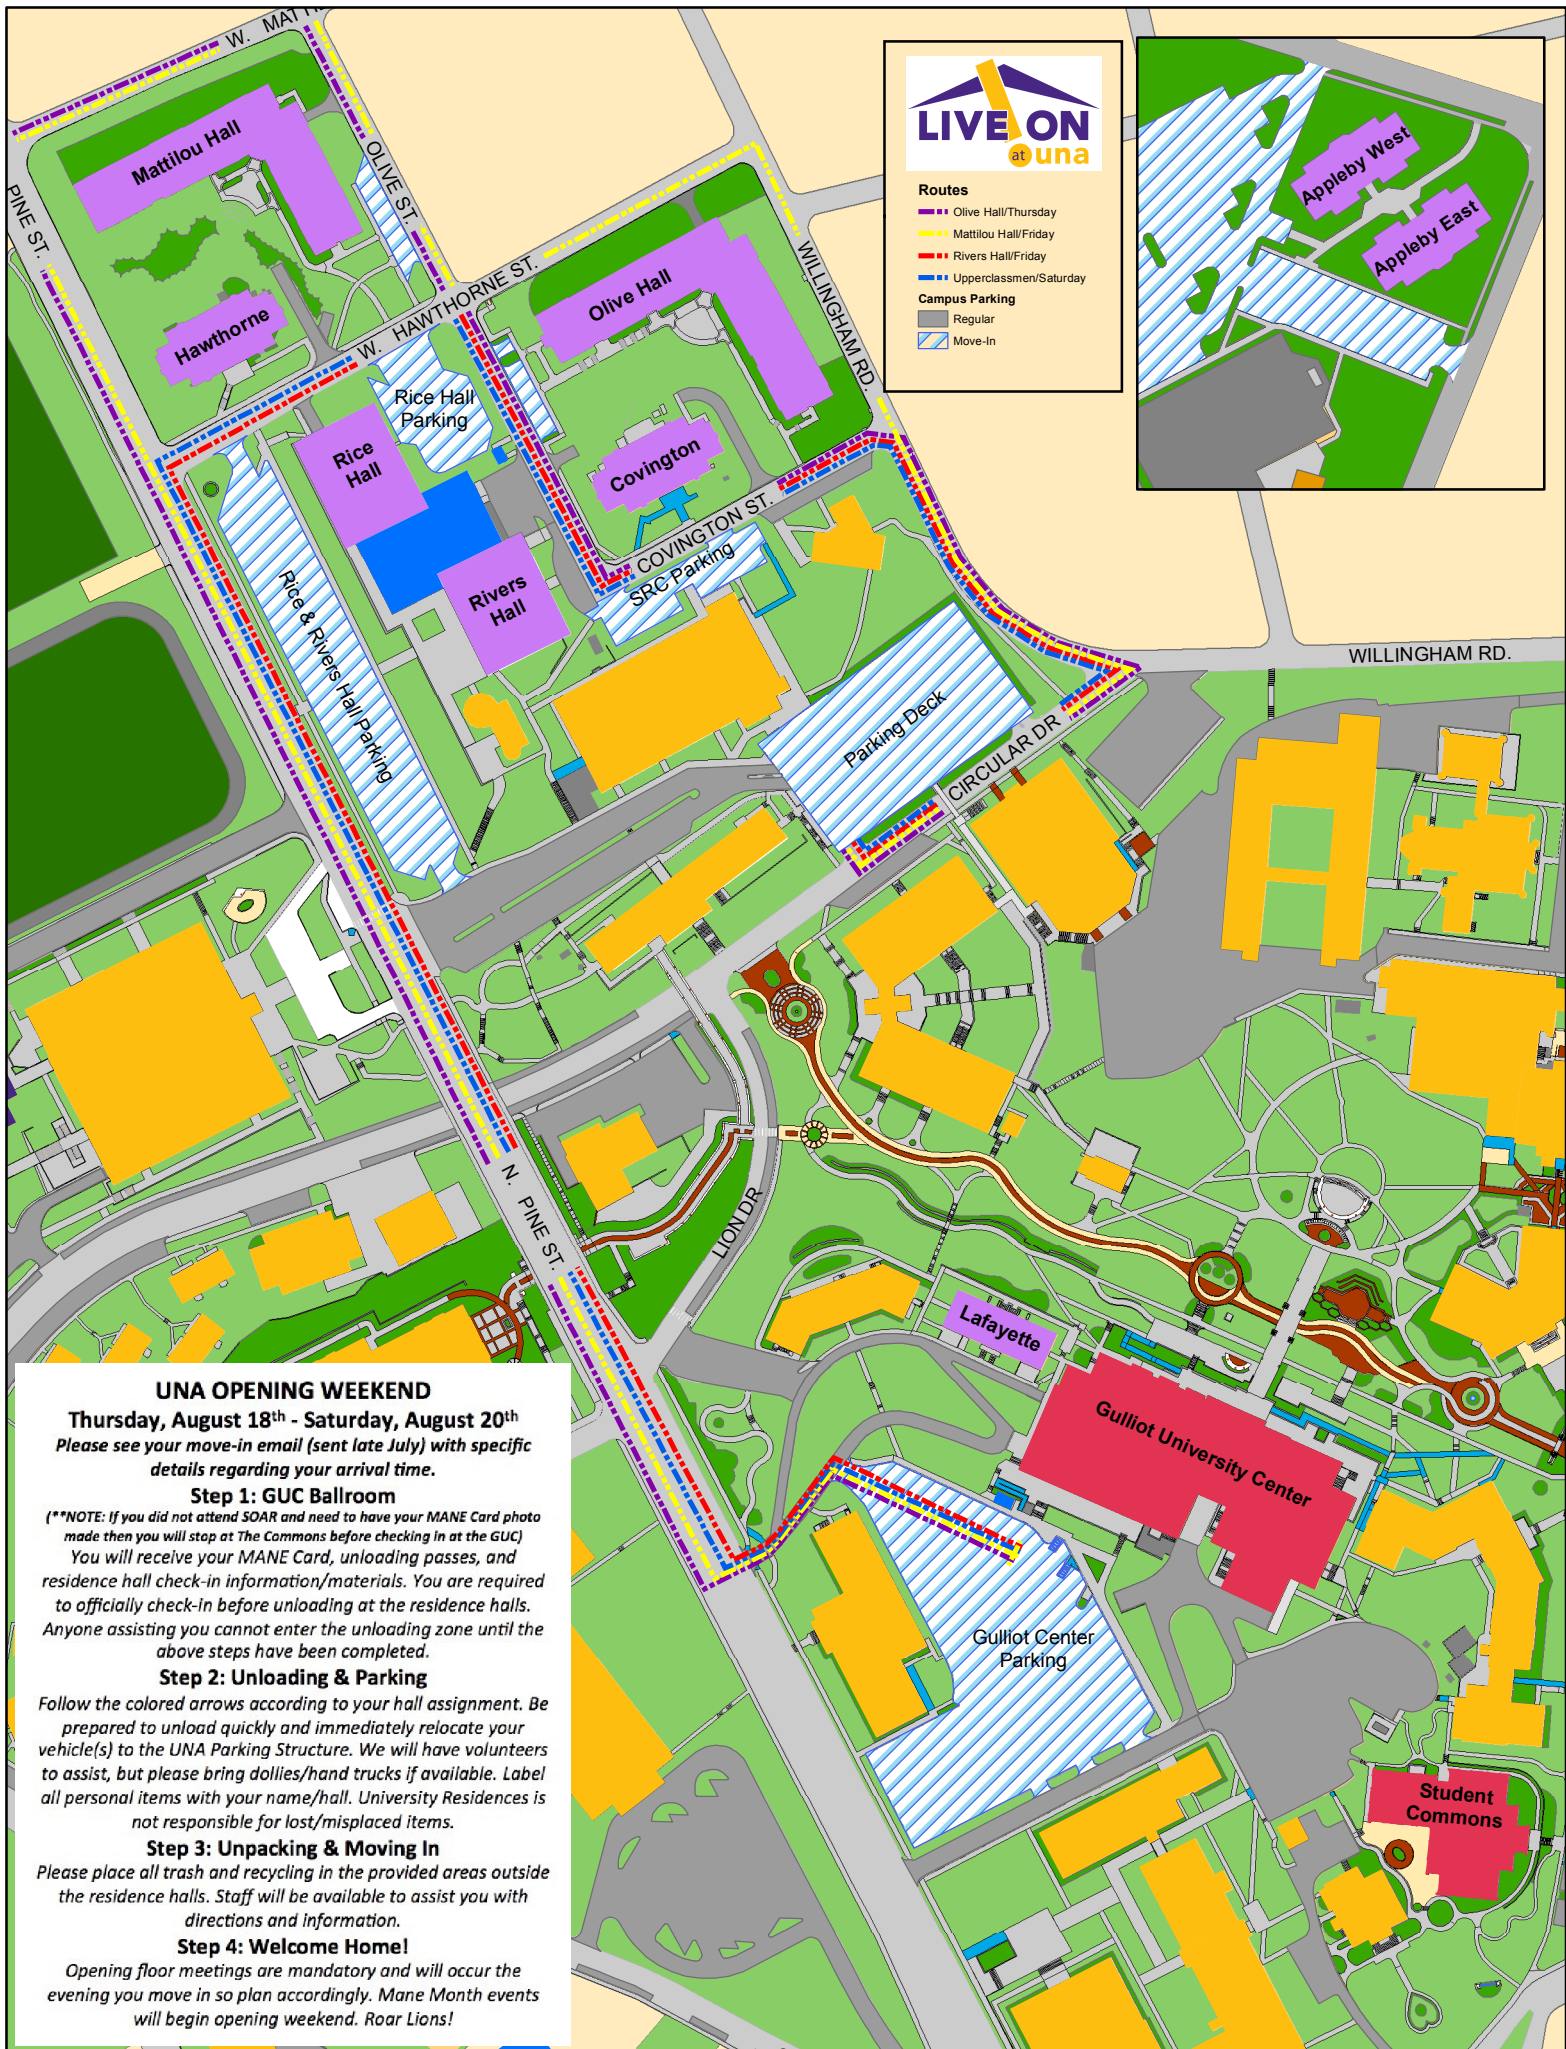 W. MATTI
PINE ST.
Mattilou Hall
OLIVE ST.
Hawthorne
W. HAWTHORNE ST.
Olive Hall
WILLINGHAM RD.
LIVE ON
at una
Routes
Olive Hall/Thursday
Mattilou Hall/Friday
Rivers Hall/Friday
Upperclassmen/Saturday
Campus Parking
Regular
Move-In
Appleby West
Appleby East
Rice Hall
Parking
Rice
Hall
Covington
COVINGTON ST.
SRC Parking
Rivers
Hall
Rice & Rivers Hall Parking
WILLINGHAM RD.
Parking Deck
CIRCULAR DR
N. PINE ST.
LION DR
Lafayette
Gulliot University Center
Gulliot Center
Parking
Student
Commons
UNA OPENING WEEKEND
Thursday, August 18th - Saturday, August 20th
Please see your move-in email (sent late July) with specific
details regarding your arrival time.
Step 1: GUC Ballroom
(**NOTE: If you did not attend SOAR and need to have your MANE Card photo
made then you will stop at The Commons before checking in at the GUC)
You will receive your MANE Card, unloading passes, and
residence hall check-in information/materials. You are required
to officially check-in before unloading at the residence halls.
Anyone assisting you cannot enter the unloading zone until the
above steps have been completed.
Step 2: Unloading & Parking
Follow the colored arrows according to your hall assignment. Be
prepared to unload quickly and immediately relocate your
vehicle(s) to the UNA Parking Structure. We will have volunteers
to assist, but please bring dollies/hand trucks if available. Label
all personal items with your name/hall. University Residences is
not responsible for lost/misplaced items.
Step 3: Unpacking & Moving In
Please place all trash and recycling in the provided areas outside
the residence halls. Staff will be available to assist you with
directions and information.
Step 4: Welcome Home!
Opening floor meetings are mandatory and will occur the
evening you move in so plan accordingly. Mane Month events
will begin opening weekend. Roar Lions!